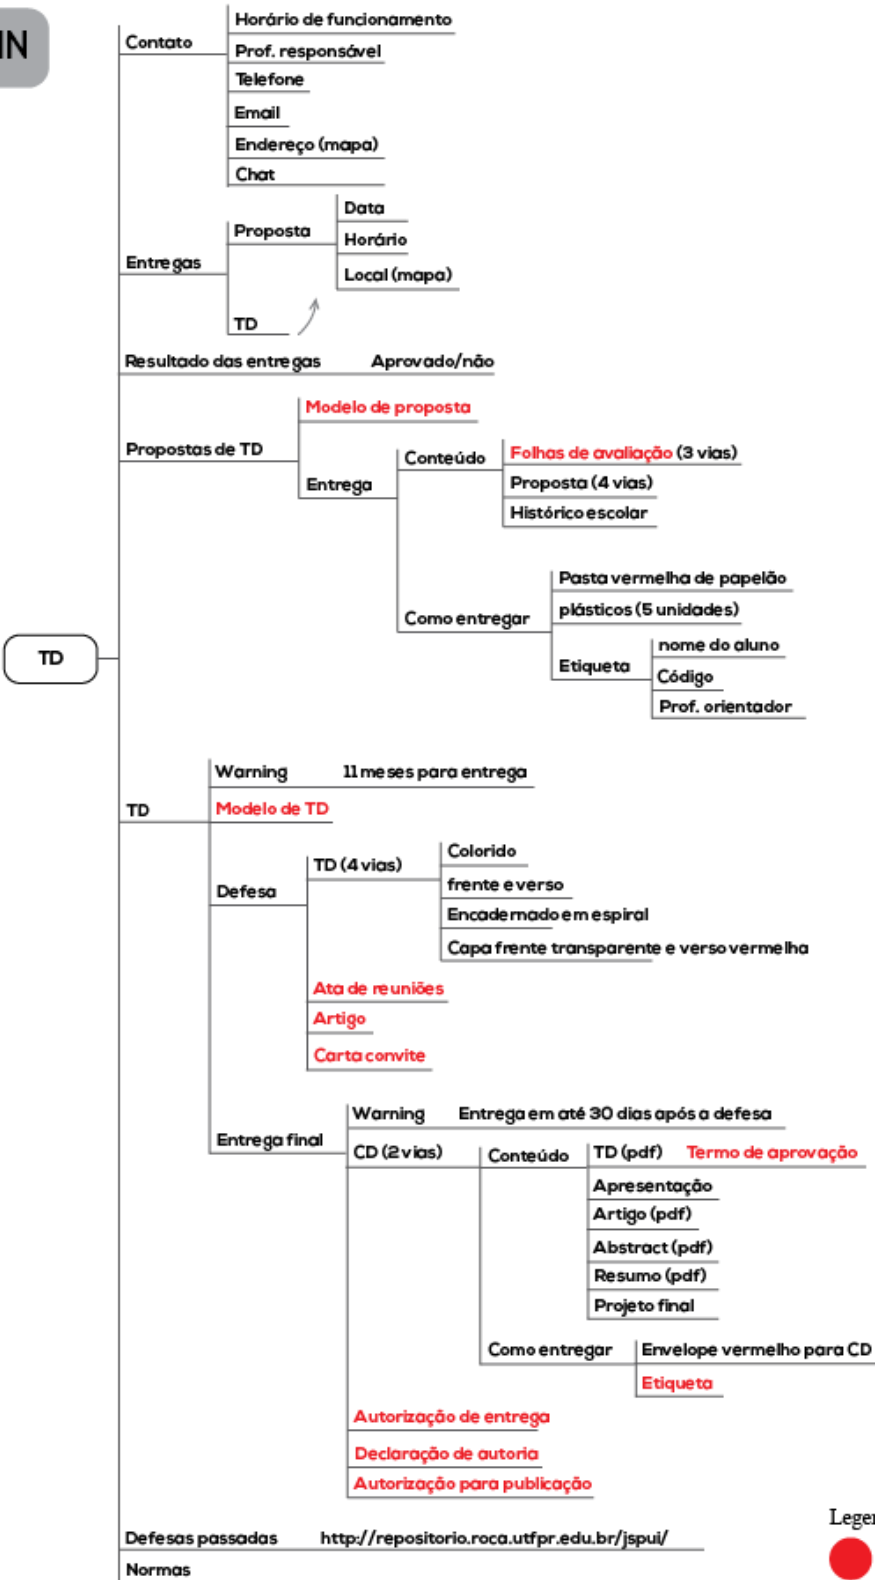 IN
Contato
Horário de funcionamento
Prof. responsável
Telefone
Email
Endereço (mapa)
Chat
Entregas
Proposta
Data
Horário
Local (mapa)
TD
Resultado das entregas Aprovado/não
Propostas de TD
Modelo de proposta
Entrega
Conteúdo
Folhas de avaliação (3 vias)
Proposta (4 vias)
Histórico escolar
Como entregar
Pasta vermelha de papelão
plásticos (5 unidades)
Etiqueta
nome do aluno
Código
Prof. orientador
TD
TD
Warning 11 meses para entrega
Modelo de TD
Defesa
TD (4 vias)
Colorido
frente e verso
Encadernado em espiral
Capa frente transparente e verso vermelha
Ata de reuniões
Artigo
Carta convite
Entrega final
Warning Entrega em até 30 dias após a defesa
CD (2 vias)
Conteúdo
TD (pdf) Termo de aprovação
Apresentação
Artigo (pdf)
Abstract (pdf)
Resumo (pdf)
Projeto final
Como entregar
Envelope vermelho para CD
Etiqueta
Autorização de entrega
Declaração de autoria
Autorização para publicação
Defesas passadas http://repositorio.roca.utfpr.edu.br/jspui/
Normas
Leger